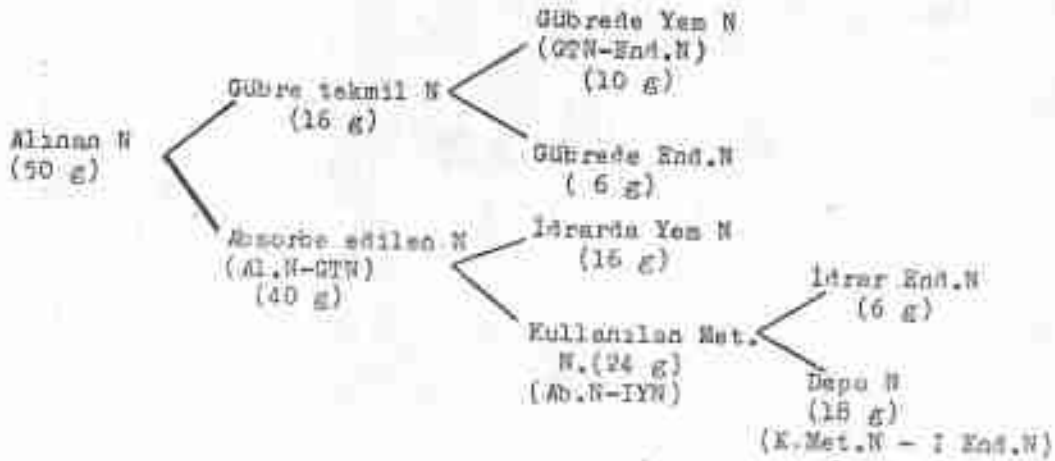 Gübrede Yem N
(GTN-End.N)
(10 g)
Gübre tekmil N
(16 g)
Alınan N
(50 g)
Gübrede End.N
( 6 g)
Absorbe edilen N
(Al.N-GTN)
(40 g)
İdrarda Yem N
(16 g)
Kullanılan Met.
N.(24 g)
(Ab.N-IYN)
İdrar End.N
(6 g)
Depo N
(18 g)
(K.Met.N - I End.N)